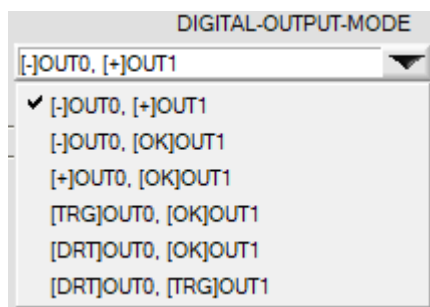 DIGITAL-OUTPUT-MODE
[-]OUT0, [+]OUT1
[-]OUT0, [+]OUT1
[-]OUT0, [OK]OUT1
[+]OUT0, [OK]OUT1
[TRG]OUT0, [OK]OUT1
[DRT]OUT0, [OK]OUT1
[DRT]OUT0, [TRG]OUT1